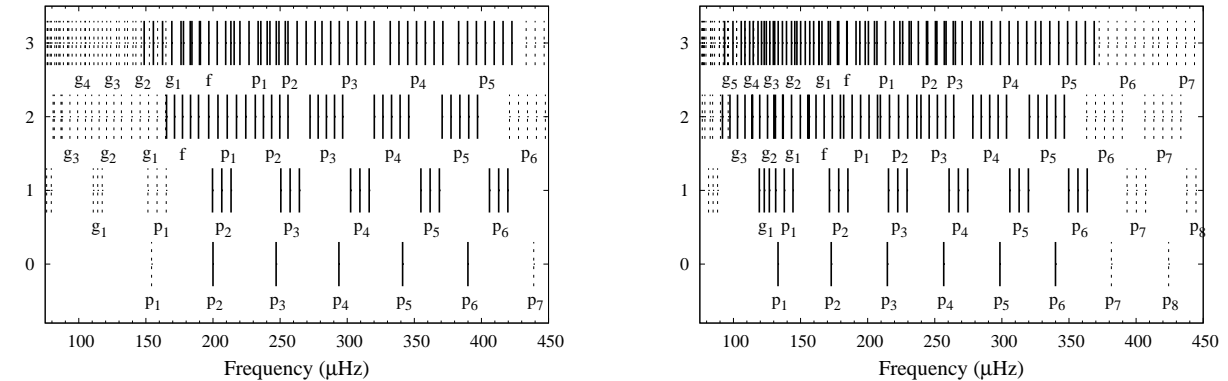 3
g₄ g₃ g₂ g₁ f p₁ p₂ p₃ p₄ p₅
2
g₃ g₂ g₁ f p₁ p₂ p₃ p₄ p₅ p₆
1
g₁ p₁ p₂ p₃ p₄ p₅ p₆
0
p₁ p₂ p₃ p₄ p₅ p₆ p₇
100 150 200 250 300 350 400 450
Frequency (μHz)
3
g₅ g₄ g₃ g₂ g₁ f p₁ p₂ p₃ p₄ p₅ p₆ p₇
2
g₃ g₂ g₁ f p₁ p₂ p₃ p₄ p₅ p₆ p₇
1
g₁ p₁ p₂ p₃ p₄ p₅ p₆ p₇ p₈
0
p₁ p₂ p₃ p₄ p₅ p₆ p₇ p₈
100 150 200 250 300 350 400 450
Frequency (μHz)